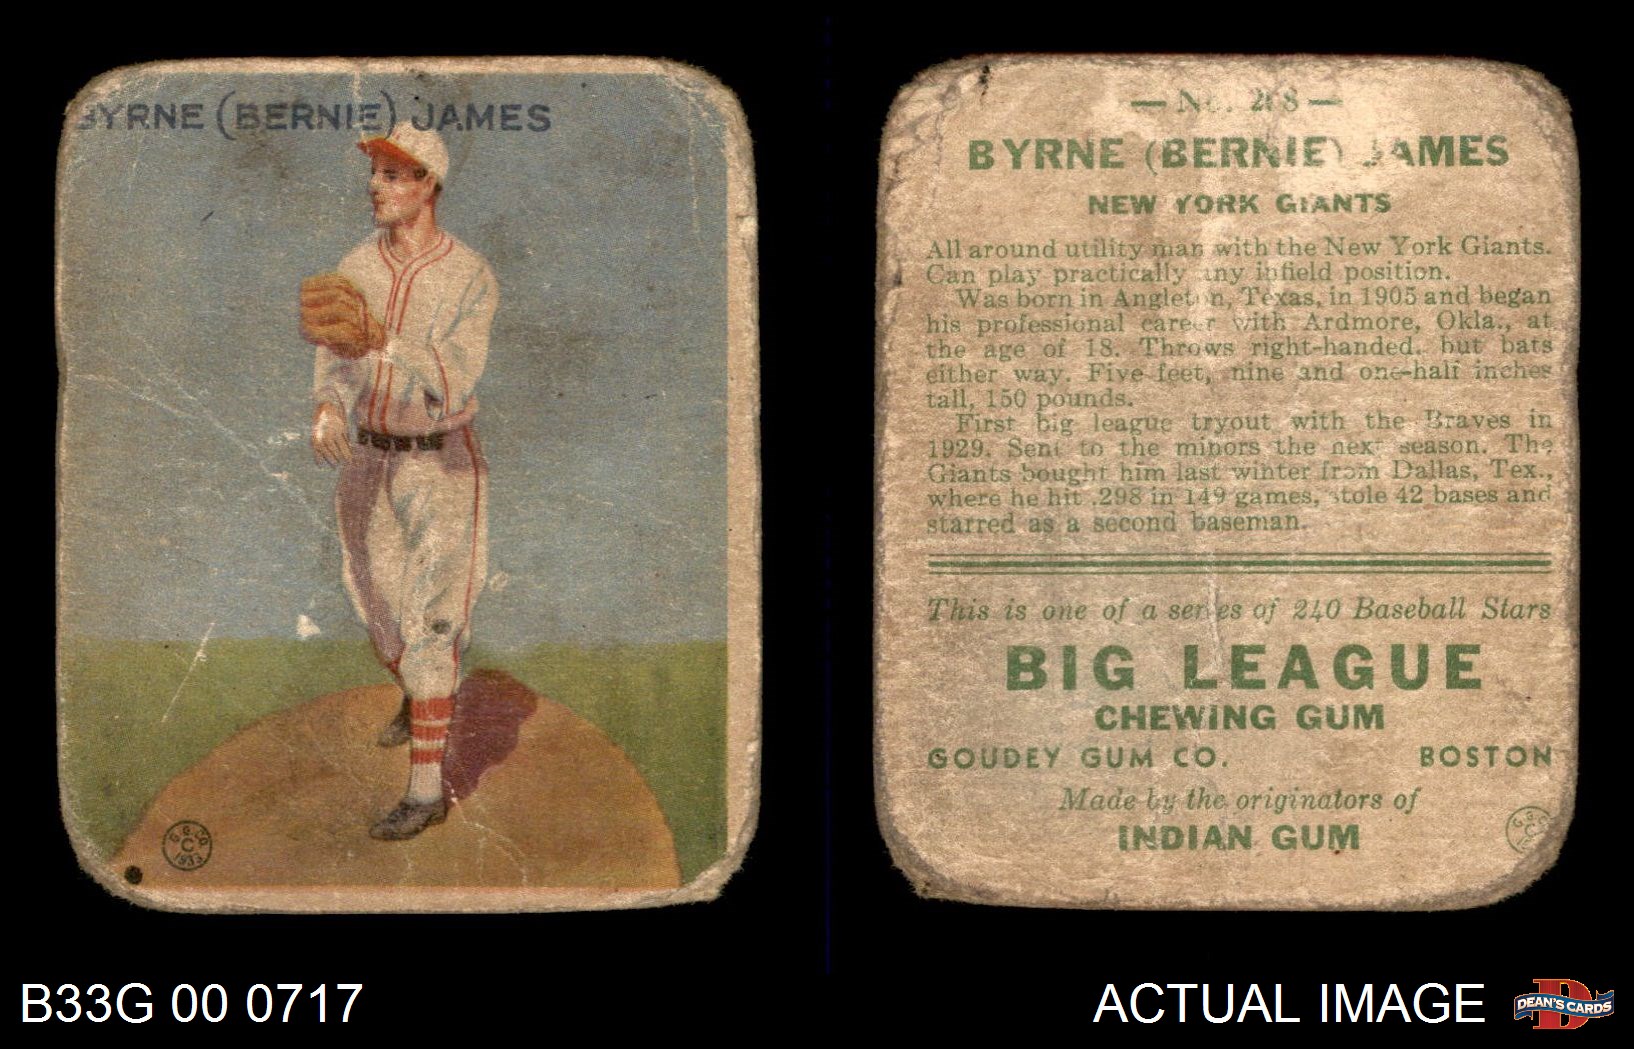 BYRNE (BERNIE) JAMES
G.G.CO
C
1933
— No. 208 —
BYRNE (BERNIE) JAMES
NEW YORK GIANTS
All around utility man with the New York Giants.
Can play practically any infield position.
Was born in Angleton, Texas, in 1905 and began
his professional career with Ardmore, Okla., at
the age of 18. Throws right-handed, but bats
either way. Five feet, nine and one-half inches
tall, 150 pounds.
First big league tryout with the Braves in
1929. Sent to the minors the next season. The
Giants bought him last winter from Dallas, Tex.,
where he hit .298 in 149 games, stole 42 bases and
starred as a second baseman.
This is one of a series of 240 Baseball Stars
BIG LEAGUE
CHEWING GUM
GOUDEY GUM CO. BOSTON
Made by the originators of
INDIAN GUM
B33G 00 0717
ACTUAL IMAGE
D
DEAN'S CARDS